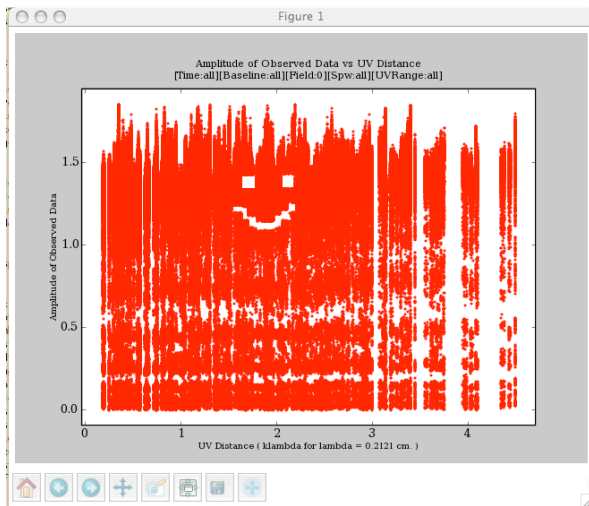 Figure 1
Amplitude of Observed Data vs UV Distance
[Time:all][Baseline:all][Field:0][Spw:all][UVRange:all]
Amplitude of Observed Data
1.5
1.0
0.5
0.0
0 1 2 3 4
UV Distance ( klambda for lambda = 0.2121 cm. )